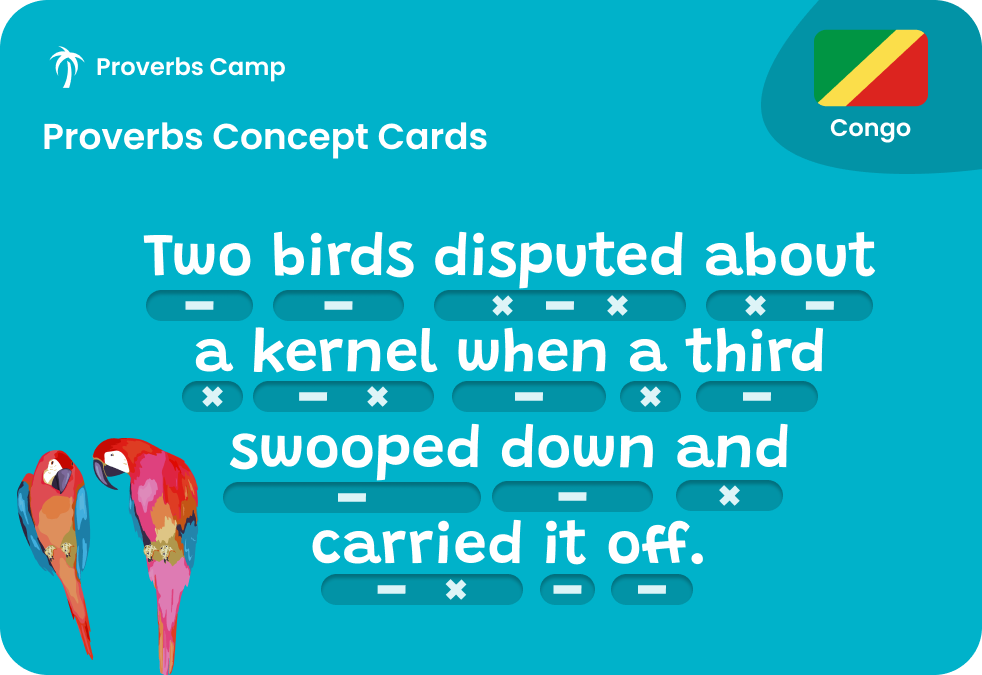 Proverbs Camp
Proverbs Concept Cards
Congo
Two birds disputed about
a kernel when a third
swooped down and
carried it off.